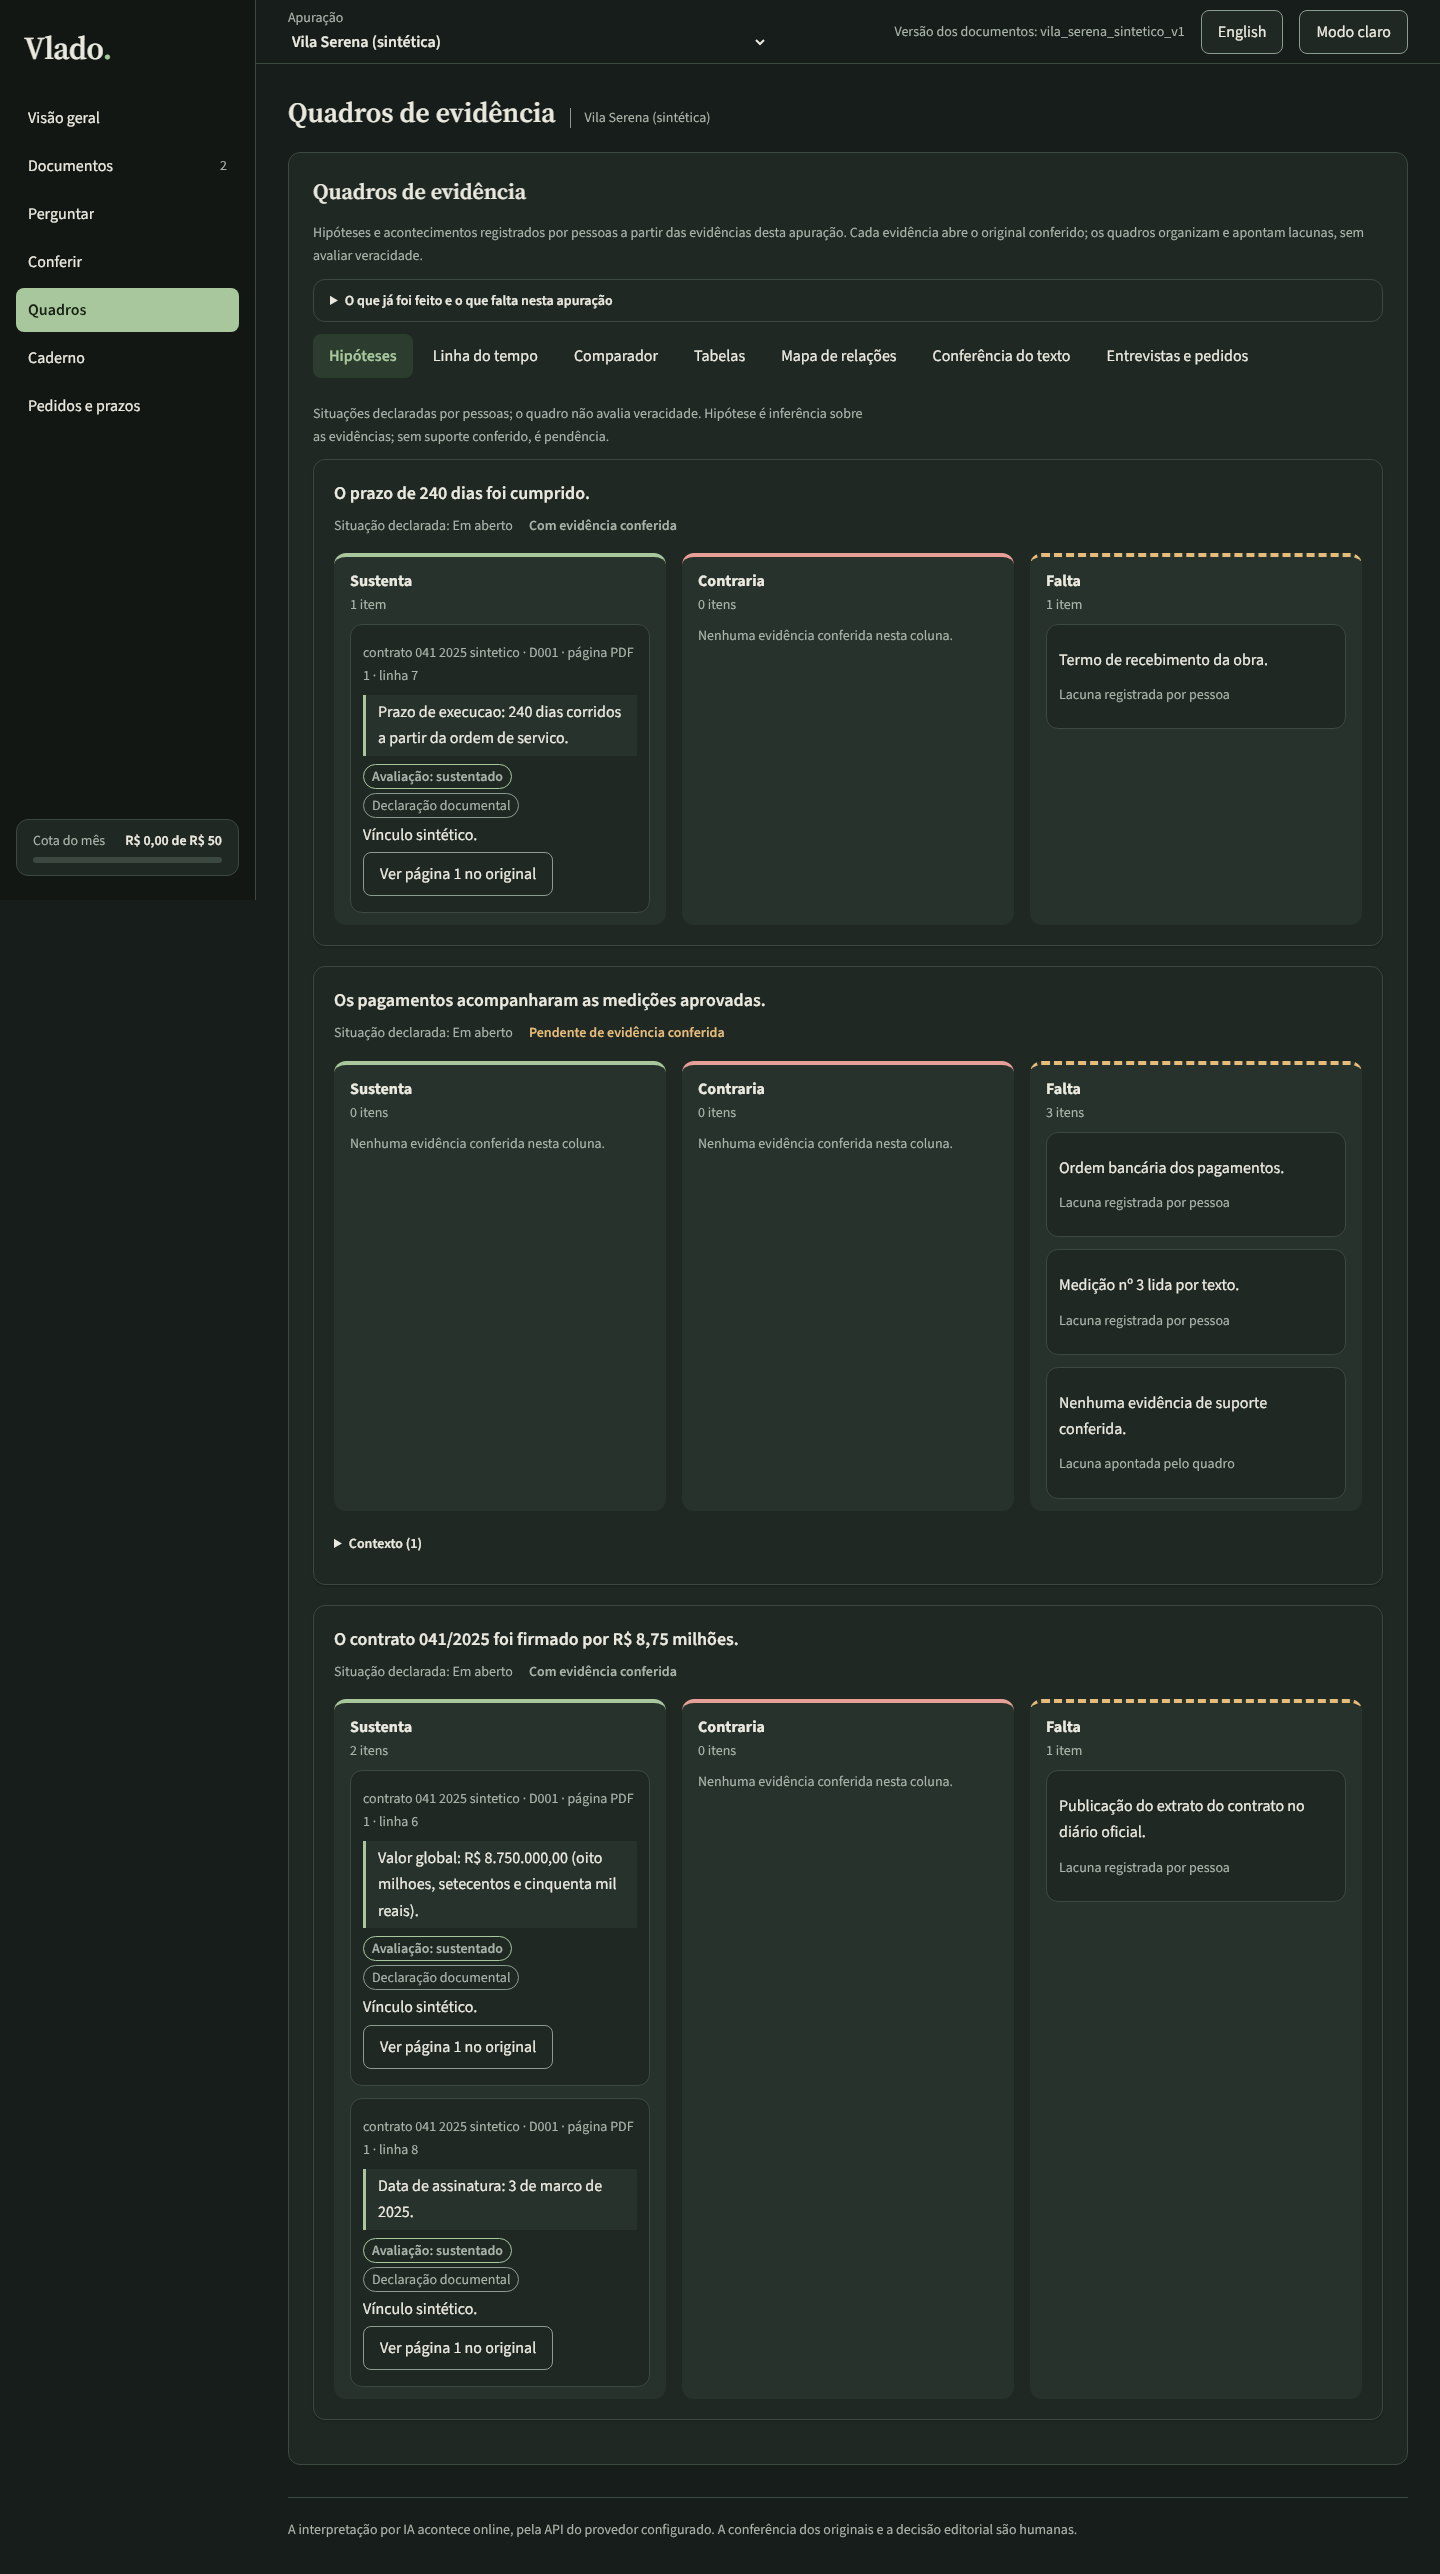 Vlado.
Visão geral
Documentos 2
Perguntar
Conferir
Quadros
Caderno
Pedidos e prazos
Cota do mês R$ 0,00 de R$ 50
Apuração
Vila Serena (sintética)
Versão dos documentos: vila_serena_sintetico_v1
English
Modo claro
Quadros de evidência
Vila Serena (sintética)
Quadros de evidência
Hipóteses e acontecimentos registrados por pessoas a partir das evidências desta apuração. Cada evidência abre o original conferido; os quadros organizam e apontam lacunas, sem
avaliar veracidade.
O que já foi feito e o que falta nesta apuração
Hipóteses Linha do tempo Comparador Tabelas Mapa de relações Conferência do texto Entrevistas e pedidos
Situações declaradas por pessoas; o quadro não avalia veracidade. Hipótese é inferência sobre
as evidências; sem suporte conferido, é pendência.
O prazo de 240 dias foi cumprido.
Situação declarada: Em aberto Com evidência conferida
Sustenta
1 item
contrato 041 2025 sintetico · D001 · página PDF
1 · linha 7
Prazo de execucao: 240 dias corridos
a partir da ordem de servico.
Avaliação: sustentado
Declaração documental
Vínculo sintético.
Ver página 1 no original
Contraria
0 itens
Nenhuma evidência conferida nesta coluna.
Falta
1 item
Termo de recebimento da obra.
Lacuna registrada por pessoa
Os pagamentos acompanharam as medições aprovadas.
Situação declarada: Em aberto Pendente de evidência conferida
Sustenta
0 itens
Nenhuma evidência conferida nesta coluna.
Contraria
0 itens
Nenhuma evidência conferida nesta coluna.
Falta
3 itens
Ordem bancária dos pagamentos.
Lacuna registrada por pessoa
Medição nº 3 lida por texto.
Lacuna registrada por pessoa
Nenhuma evidência de suporte
conferida.
Lacuna apontada pelo quadro
Contexto (1)
O contrato 041/2025 foi firmado por R$ 8,75 milhões.
Situação declarada: Em aberto Com evidência conferida
Sustenta
2 itens
contrato 041 2025 sintetico · D001 · página PDF
1 · linha 6
Valor global: R$ 8.750.000,00 (oito
milhoes, setecentos e cinquenta mil
reais).
Avaliação: sustentado
Declaração documental
Vínculo sintético.
Ver página 1 no original
contrato 041 2025 sintetico · D001 · página PDF
1 · linha 8
Data de assinatura: 3 de marco de
2025.
Avaliação: sustentado
Declaração documental
Vínculo sintético.
Ver página 1 no original
Contraria
0 itens
Nenhuma evidência conferida nesta coluna.
Falta
1 item
Publicação do extrato do contrato no
diário oficial.
Lacuna registrada por pessoa
A interpretação por IA acontece online, pela API do provedor configurado. A conferência dos originais e a decisão editorial são humanas.